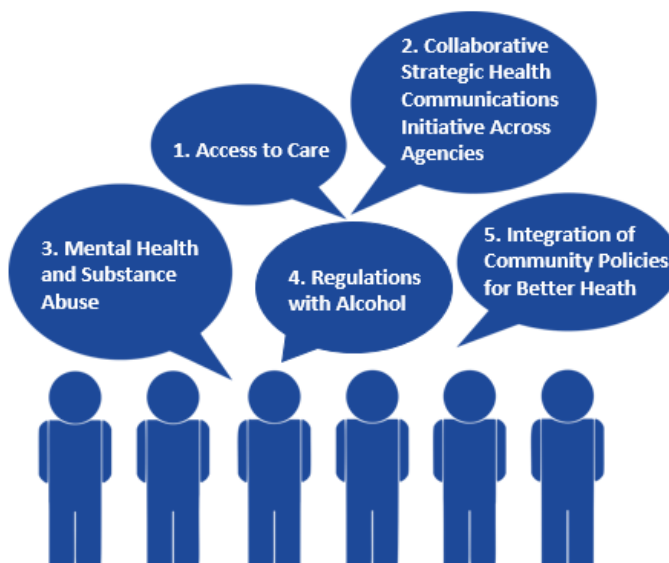 1. Access to Care
2. Collaborative
Strategic Health
Communications
Initiative Across
Agencies
3. Mental Health
and Substance
Abuse
4. Regulations
with Alcohol
5. Integration of
Community Policies
for Better Heath